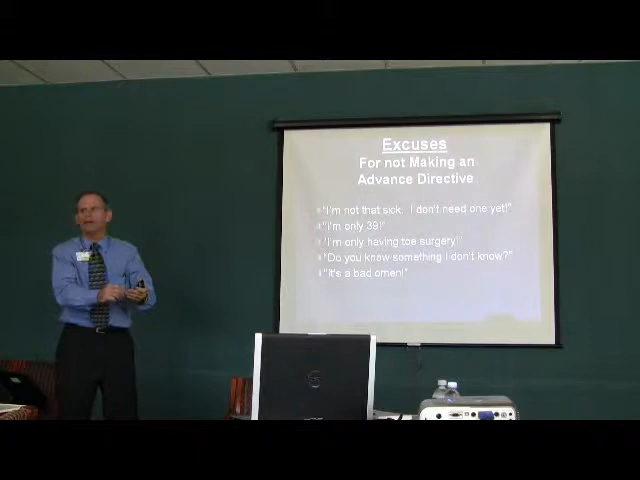 Excuses
For not Making an
Advance Directive
"I'm not that sick. I don't need one yet!"
"I'm only 39!"
"I'm only having toe surgery!"
"Do you know something I don't know?"
"It's a bad omen!"